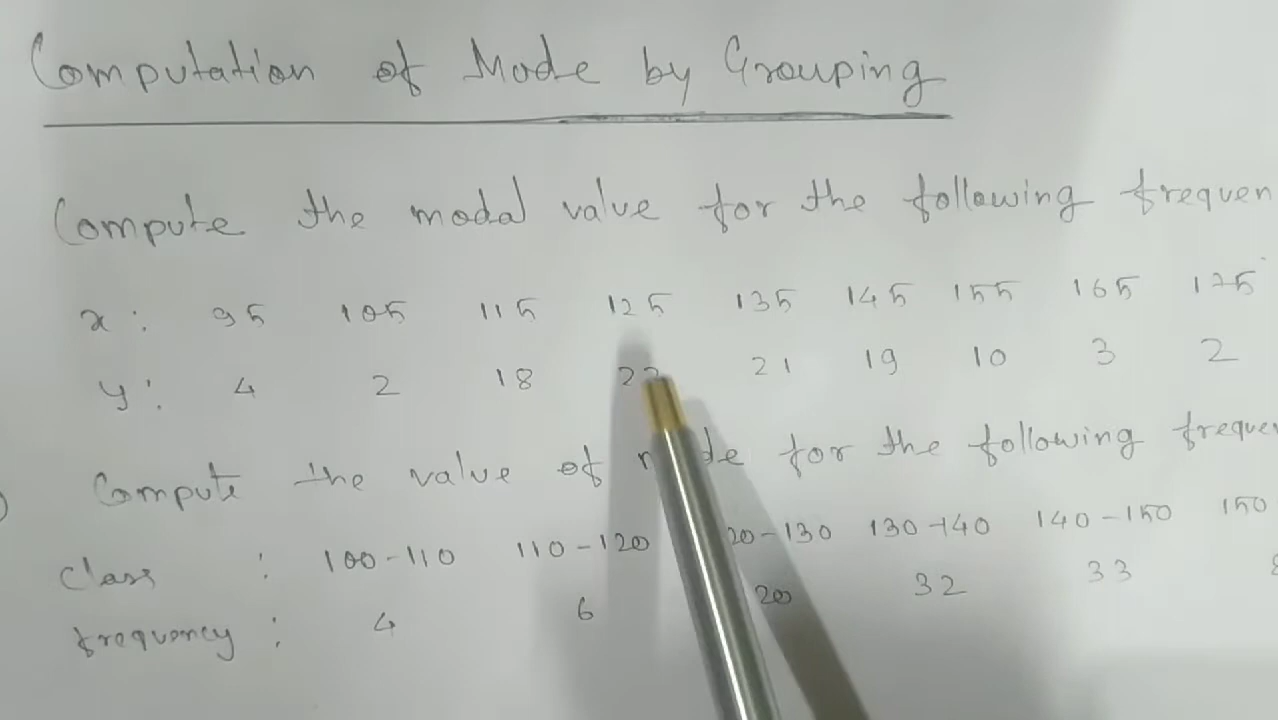 Computation of Mode by Grouping
Compute the modal value for the following frequen
x : 95 105 115 125 135 145 155 165 175
y : 4 2 18 22 21 19 10 3 2
Compute the value of mode for the following freque
Class : 100-110 110-120 20-130 130-140 140-150 150
frequency : 4 6 20 32 33